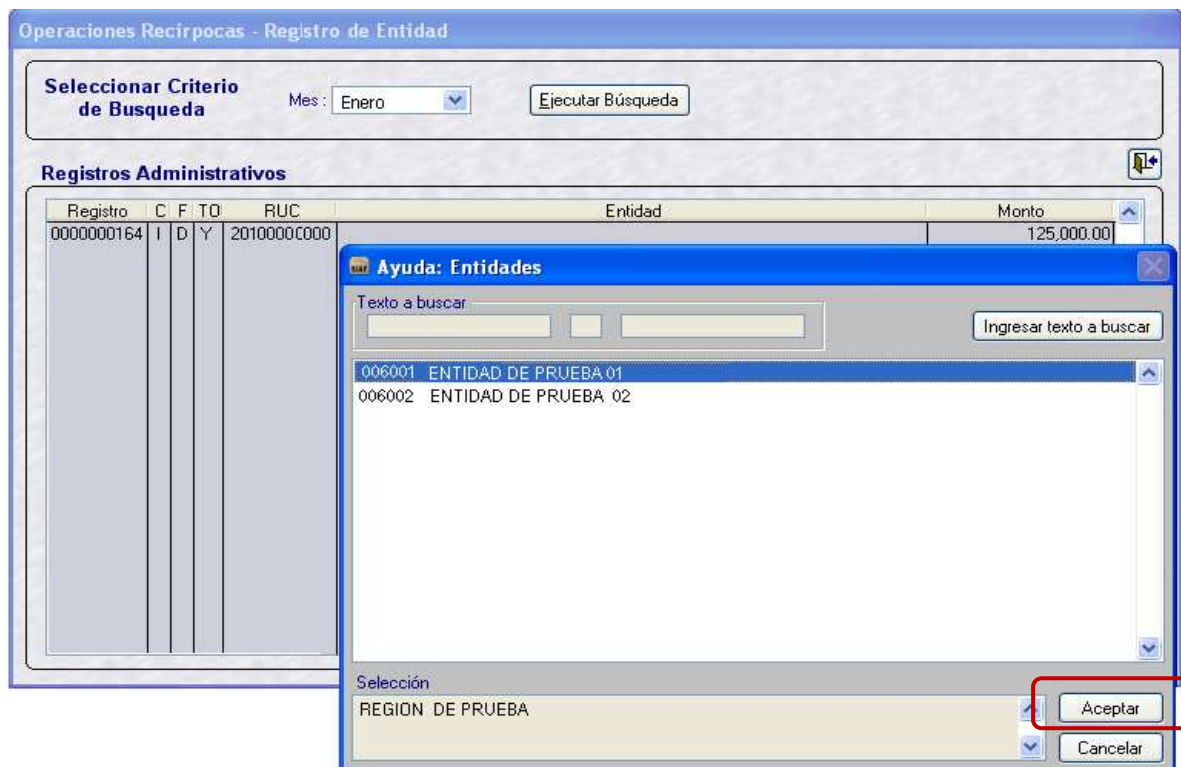 Operaciones Recírpocas - Registro de Entidad
Seleccionar Criterio
de Busqueda
Mes : Enero
Ejecutar Búsqueda
Registros Administrativos
Registro C F TO RUC Entidad Monto
0000000164 I D Y 20100000000 125,000.00
Ayuda: Entidades
Texto a buscar
Ingresar texto a buscar
006001 ENTIDAD DE PRUEBA 01
006002 ENTIDAD DE PRUEBA 02
Selección
REGION DE PRUEBA
Aceptar
Cancelar